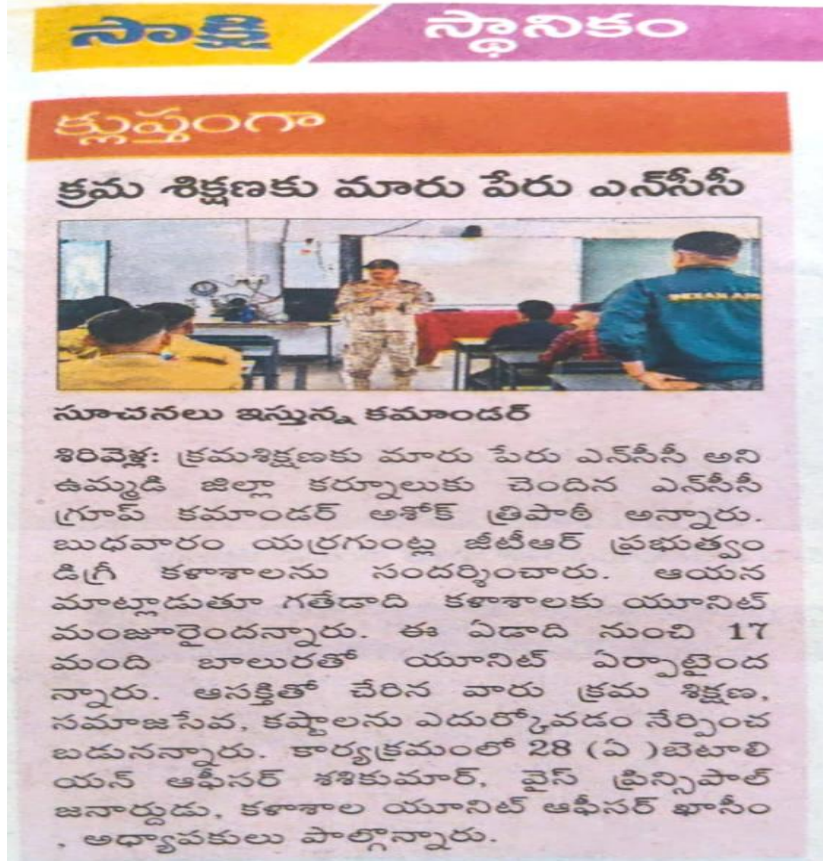 సాక్షి స్థానికం
క్లుప్తంగా
క్రమ శిక్షణకు మారు పేరు ఎన్‌సీసీ
INDIAN ARMY
సూచనలు ఇస్తున్న కమాండర్
శిరివెళ్ల: క్రమశిక్షణకు మారు పేరు ఎన్‌సీసీ అని
ఉమ్మడి జిల్లా కర్నూలుకు చెందిన ఎన్‌సీసీ
గ్రూప్ కమాండర్ అశోక్ త్రిపాఠీ అన్నారు.
బుధవారం యర్రగుంట్ల జీటీఆర్ ప్రభుత్వం
డిగ్రీ కళాశాలను సందర్శించారు. ఆయన
మాట్లాడుతూ గతేడాది కళాశాలకు యూనిట్
మంజూరైందన్నారు. ఈ ఏడాది నుంచి 17
మంది బాలురతో యూనిట్ ఏర్పాటైంద
న్నారు. ఆసక్తితో చేరిన వారు క్రమ శిక్షణ,
సమాజసేవ, కష్టాలను ఎదుర్కోవడం నేర్పించ
బడునన్నారు. కార్యక్రమంలో 28 (ఏ )బెటాలి
యన్ ఆఫీసర్ శశికుమార్, వైస్ ప్రిన్సిపాల్
జనార్దుడు, కళాశాల యూనిట్ ఆఫీసర్ ఖాసీం
, అధ్యాపకులు పాల్గొన్నారు.